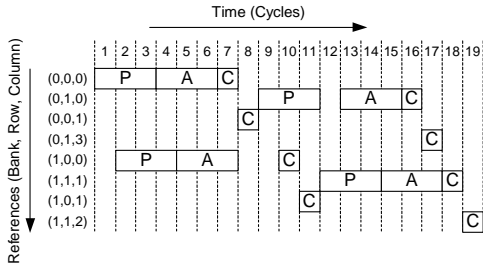 Time (Cycles)
1 2 3 4 5 6 7 8 9 10 11 12 13 14 15 16 17 18 19
References (Bank, Row, Column)
(0,0,0) P A C
(0,1,0) P A C
(0,0,1) C
(0,1,3) C
(1,0,0) P A C
(1,1,1) P A C
(1,0,1) C
(1,1,2) C